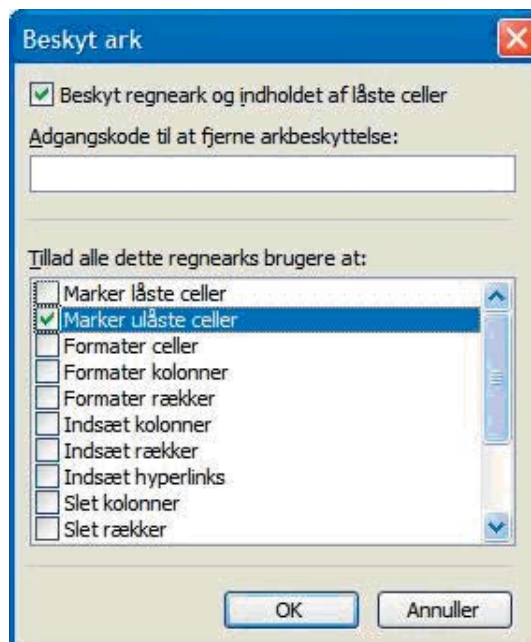 Beskyt ark
Beskyt regneark og indholdet af låste celler
Adgangskode til at fjerne arkbeskyttelse:
Tillad alle dette regnearks brugere at:
Marker låste celler
Marker ulåste celler
Formater celler
Formater kolonner
Formater rækker
Indsæt kolonner
Indsæt rækker
Indsæt hyperlinks
Slet kolonner
Slet rækker
OK Annuller